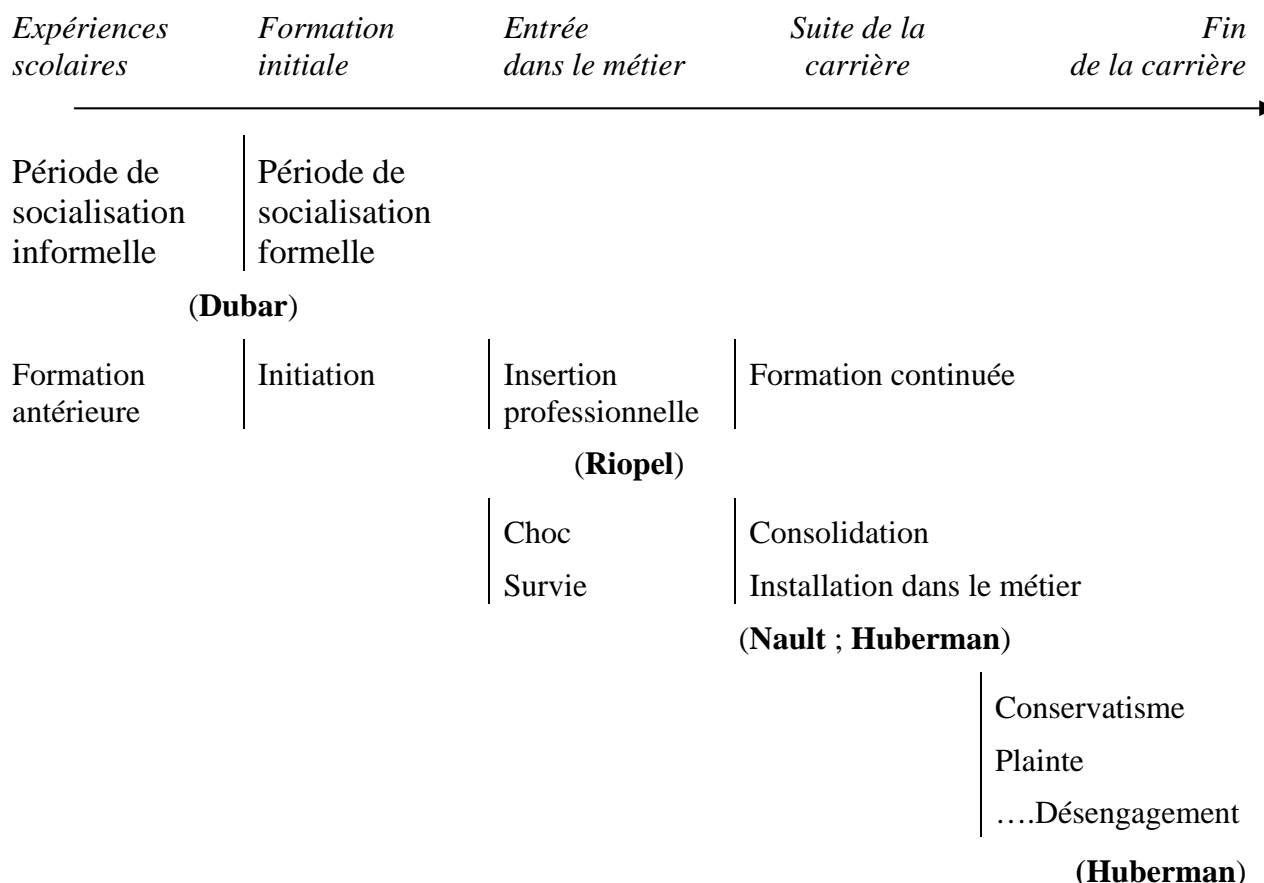 Expériences scolaires
Formation initiale
Entrée dans le métier
Suite de la carrière
Fin de la carrière
Période de
socialisation
informelle
Période de
socialisation
formelle
(Dubar)
Formation
antérieure
Initiation
Insertion
professionnelle
Formation continuée
(Riopel)
Choc
Survie
Consolidation
Installation dans le métier
(Nault ; Huberman)
Conservatisme
Plainte
….Désengagement
(Huberman)